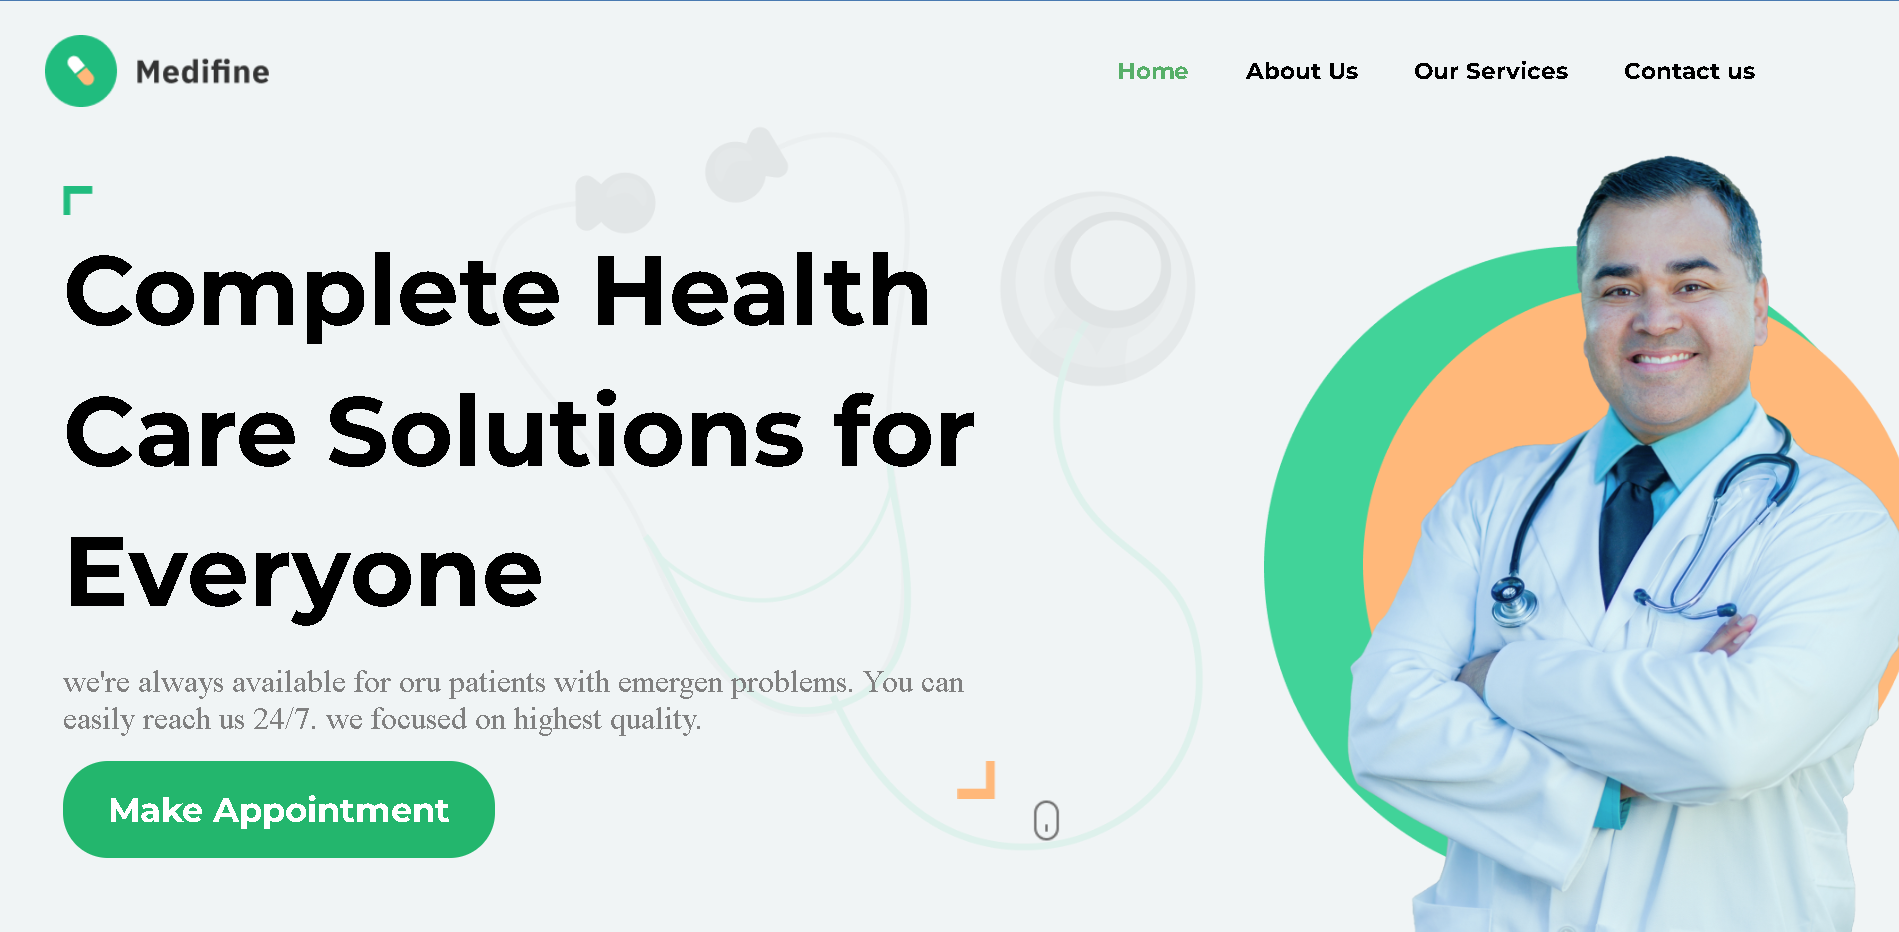 Medifine
Home About Us Our Services Contact us
Complete Health
Care Solutions for
Everyone
we're always available for oru patients with emergen problems. You can
easily reach us 24/7. we focused on highest quality.
Make Appointment